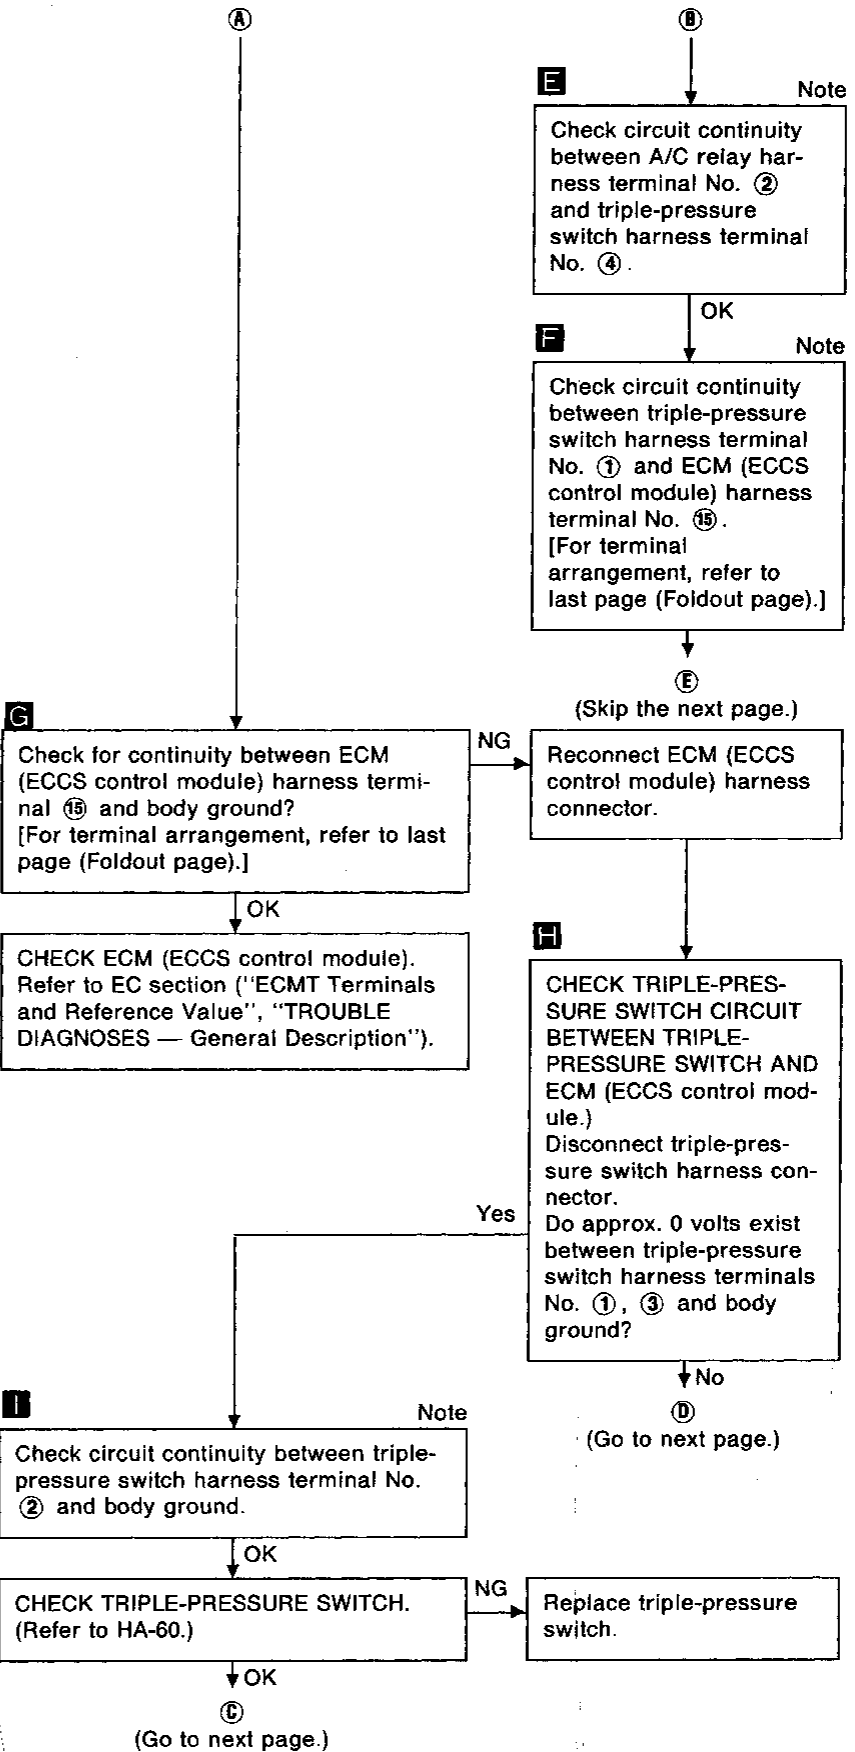 Ⓐ
Ⓑ
E
Note
Check circuit continuity
between A/C relay har-
ness terminal No. ②
and triple-pressure
switch harness terminal
No. ④ .
OK
F
Note
Check circuit continuity
between triple-pressure
switch harness terminal
No. ① and ECM (ECCS
control module) harness
terminal No. ⑮ .
[For terminal
arrangement, refer to
last page (Foldout page).]
Ⓔ
(Skip the next page.)
G
Check for continuity between ECM
(ECCS control module) harness termi-
nal ⑮ and body ground?
[For terminal arrangement, refer to last
page (Foldout page).]
NG
Reconnect ECM (ECCS
control module) harness
connector.
OK
CHECK ECM (ECCS control module).
Refer to EC section (''ECMT Terminals
and Reference Value'', ''TROUBLE
DIAGNOSES — General Description'').
H
CHECK TRIPLE-PRES-
SURE SWITCH CIRCUIT
BETWEEN TRIPLE-
PRESSURE SWITCH AND
ECM (ECCS control mod-
ule.)
Disconnect triple-pres-
sure switch harness con-
nector.
Do approx. 0 volts exist
between triple-pressure
switch harness terminals
No. ① , ③ and body
ground?
Yes
No
Ⓓ
(Go to next page.)
I
Note
Check circuit continuity between triple-
pressure switch harness terminal No.
② and body ground.
OK
CHECK TRIPLE-PRESSURE SWITCH.
(Refer to HA-60.)
NG
Replace triple-pressure
switch.
OK
Ⓒ
(Go to next page.)